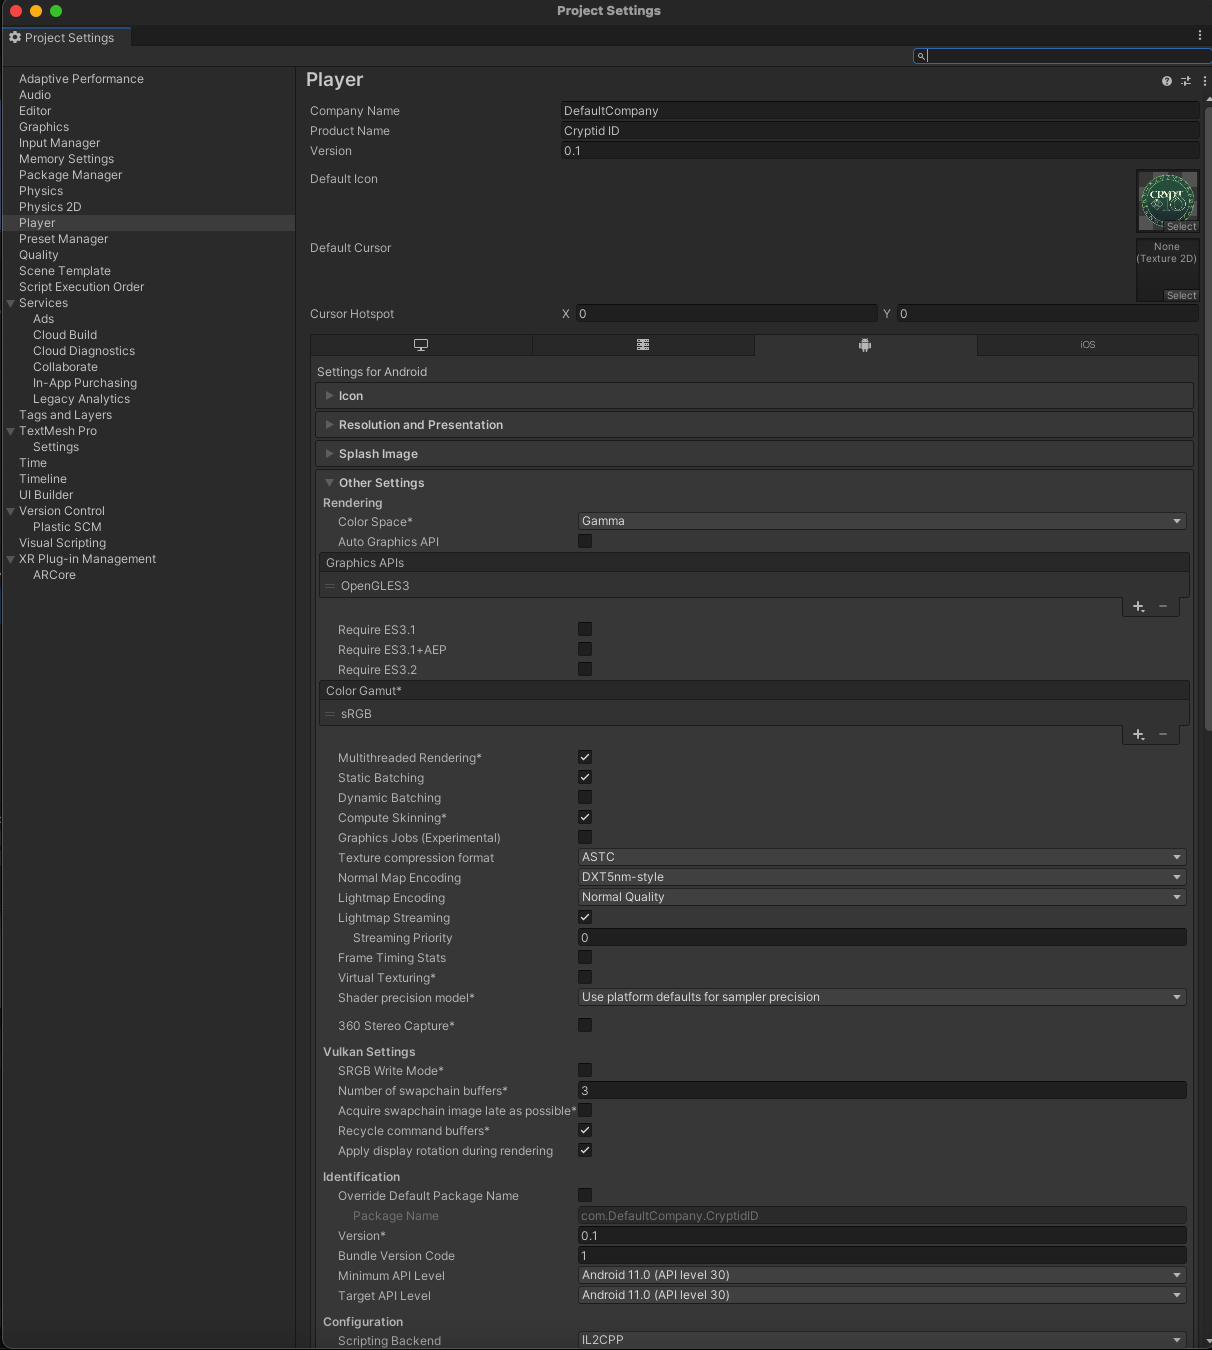 Project Settings
Project Settings
Adaptive Performance
Audio
Editor
Graphics
Input Manager
Memory Settings
Package Manager
Physics
Physics 2D
Player
Preset Manager
Quality
Scene Template
Script Execution Order
Services
Ads
Cloud Build
Cloud Diagnostics
Collaborate
In-App Purchasing
Legacy Analytics
Tags and Layers
TextMesh Pro
Settings
Time
Timeline
UI Builder
Version Control
Plastic SCM
Visual Scripting
XR Plug-in Management
ARCore
Player
Company Name DefaultCompany
Product Name Cryptid ID
Version 0.1
Default Icon
CRYPT
Select
Default Cursor
None
(Texture 2D)
Select
Cursor Hotspot X 0 Y 0
iOS
Settings for Android
Icon
Resolution and Presentation
Splash Image
Other Settings
Rendering
Color Space* Gamma
Auto Graphics API
Graphics APIs
OpenGLES3
Require ES3.1
Require ES3.1+AEP
Require ES3.2
Color Gamut*
sRGB
Multithreaded Rendering*
Static Batching
Dynamic Batching
Compute Skinning*
Graphics Jobs (Experimental)
Texture compression format ASTC
Normal Map Encoding DXT5nm-style
Lightmap Encoding Normal Quality
Lightmap Streaming
Streaming Priority 0
Frame Timing Stats
Virtual Texturing*
Shader precision model* Use platform defaults for sampler precision
360 Stereo Capture*
Vulkan Settings
SRGB Write Mode*
Number of swapchain buffers* 3
Acquire swapchain image late as possible*
Recycle command buffers*
Apply display rotation during rendering
Identification
Override Default Package Name
Package Name com.DefaultCompany.CryptidID
Version* 0.1
Bundle Version Code 1
Minimum API Level Android 11.0 (API level 30)
Target API Level Android 11.0 (API level 30)
Configuration
Scripting Backend IL2CPP